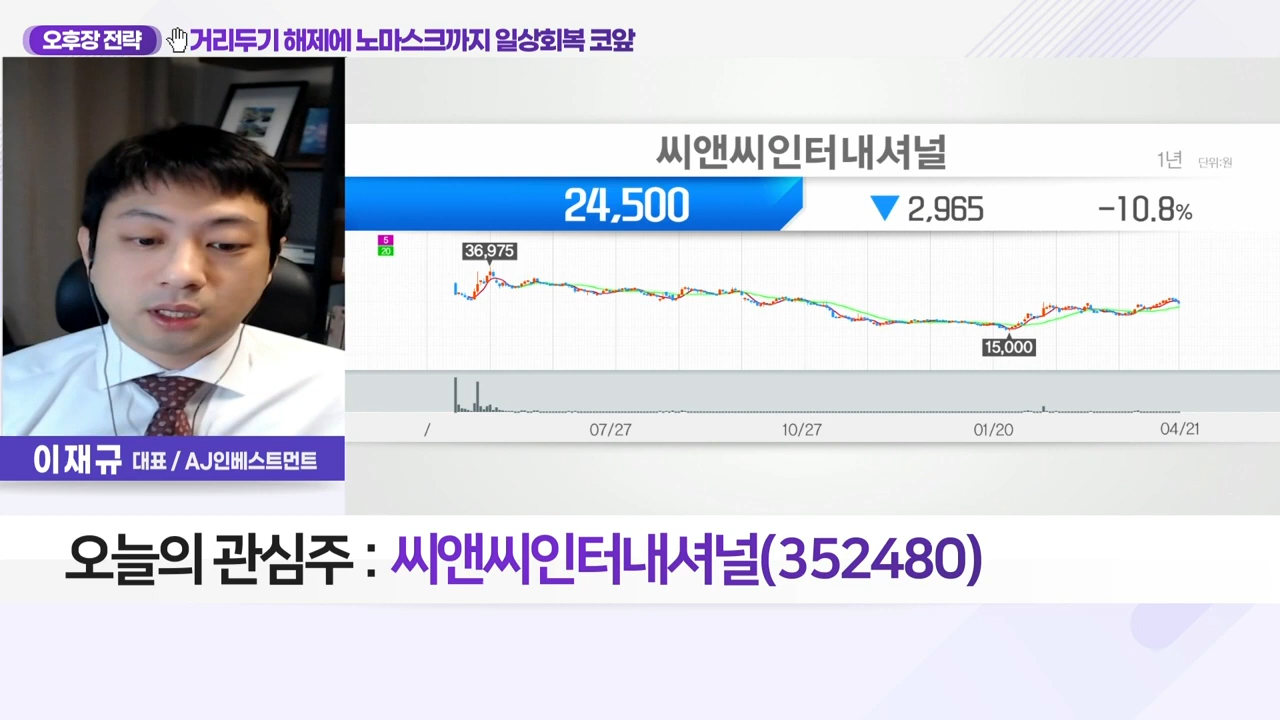 오후장 전략
거리두기 해제에 노마스크까지 일상회복 코앞
씨앤씨인터내셔널
1년 단위:원
24,500 ▼ 2,965 -10.8%
5
20
36,975
15,000
/ 07/27 10/27 01/20 04/21
이재규 대표 / AJ인베스트먼트
오늘의 관심주 : 씨앤씨인터내셔널(352480)